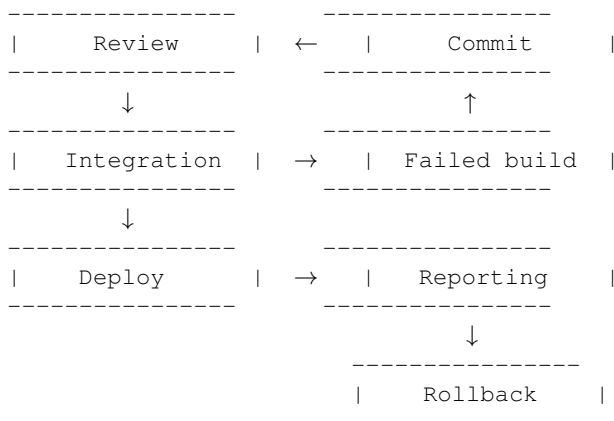 ----------------    ----------------
|    Review    | ← |    Commit    |
----------------    ----------------
↓    ↑
----------------    ----------------
|  Integration  | → |  Failed build  |
----------------    ----------------
↓
----------------    ----------------
|    Deploy    | → |   Reporting   |
----------------    ----------------
↓
----------------
|    Rollback    |